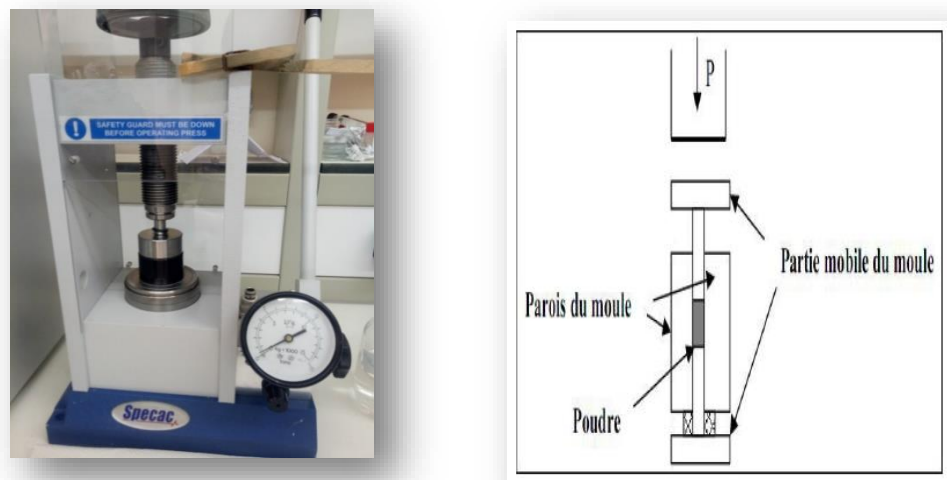 SAFETY GUARD MUST BE DOWN
BEFORE OPERATING PRESS
Specac
P
Partie mobile du moule
Parois du moule
Poudre